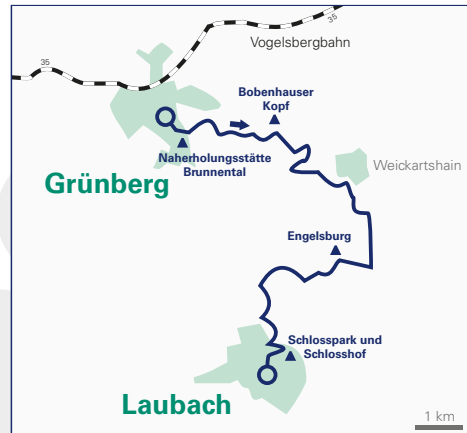 35
Vogelsbergbahn
35
Bobenhauser
Kopf
Naherholungsstätte
Brunnental
Weickartshain
Grünberg
Engelsburg
Schlosspark und
Schlosshof
Laubach
1 km